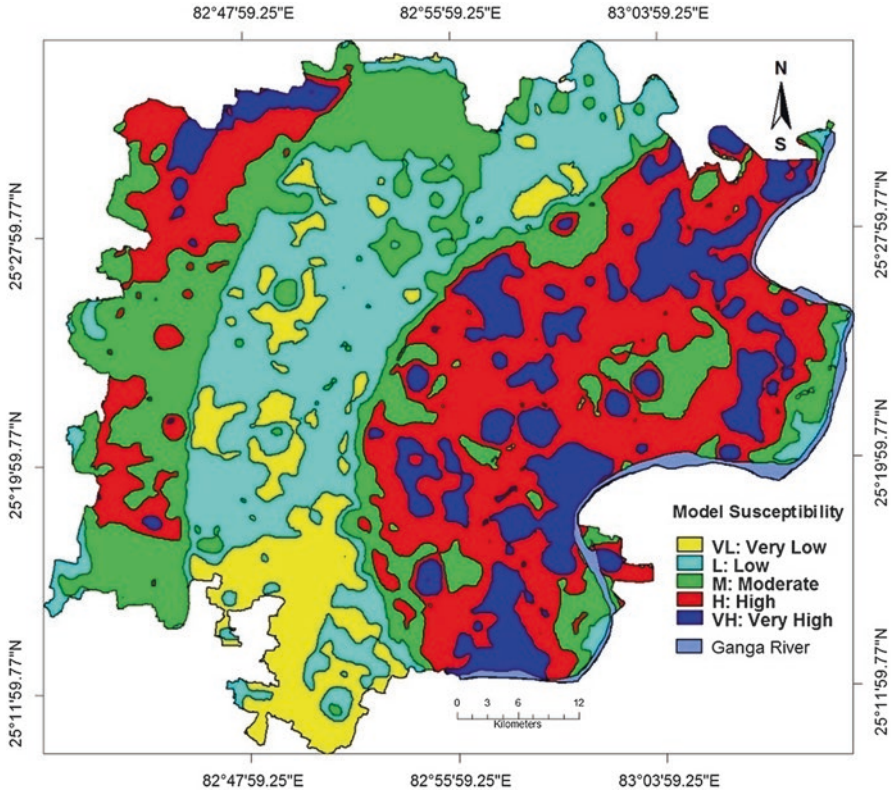 82°47'59.25"E 82°55'59.25"E 83°03'59.25"E
N
S
25°27'59.77"N 25°27'59.77"N
25°19'59.77"N 25°19'59.77"N
Model Susceptibility
VL: Very Low
L: Low
M: Moderate
H: High
VH: Very High
Ganga River
25°11'59.77"N 25°11'59.77"N
0 3 6 12
Kilometers
82°47'59.25"E 82°55'59.25"E 83°03'59.25"E